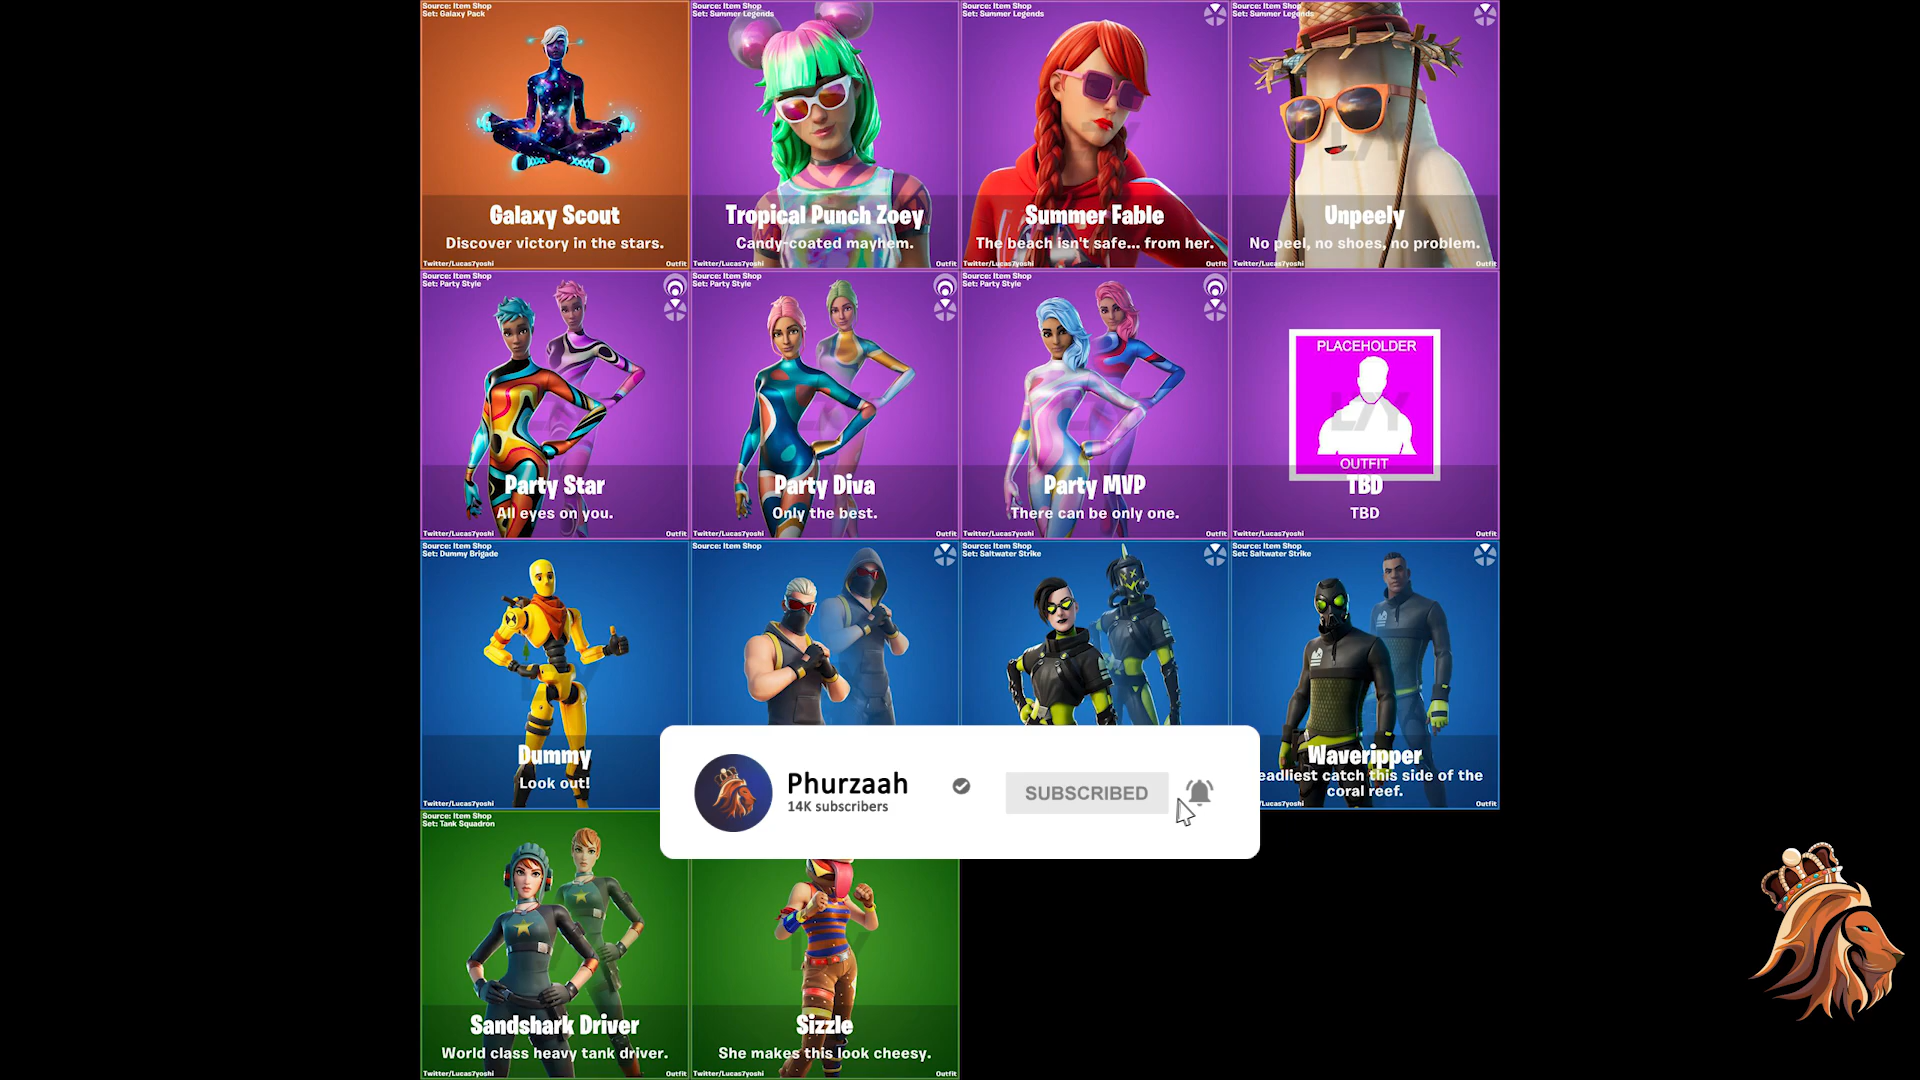 Source: Item Shop
Set: Galaxy Pack
Galaxy Scout
Discover victory in the stars.
Twitter/Lucas7yoshi
Outfit
Source: Item Shop
Set: Summer Legends
Tropical Punch Zoey
Candy-coated mayhem.
Twitter/Lucas7yoshi
Outfit
Source: Item Shop
Set: Summer Legends
Summer Fable
The beach isn't safe... from her.
Twitter/Lucas7yoshi
Outfit
Source: Item Shop
Set: Summer Legends
Unpeely
No peel, no shoes, no problem.
Twitter/Lucas7yoshi
Outfit
Source: Item Shop
Set: Party Style
Party Star
All eyes on you.
Twitter/Lucas7yoshi
Outfit
Source: Item Shop
Set: Party Style
Party Diva
Only the best.
Twitter/Lucas7yoshi
Outfit
Source: Item Shop
Set: Party Style
Party MVP
There can be only one.
Twitter/Lucas7yoshi
Outfit
PLACEHOLDER
OUTFIT
TBD
TBD
Twitter/Lucas7yoshi
Outfit
Source: Item Shop
Set: Dummy Brigade
Dummy
Look out!
Twitter/Lucas7yoshi
Source: Item Shop
Source: Item Shop
Set: Saltwater Strike
Source: Item Shop
Set: Saltwater Strike
Waveripper
eadliest catch this side of the
coral reef.
Outfit
Phurzaah
14K subscribers
SUBSCRIBED
Source: Item Shop
Set: Tank Squadron
Sandshark Driver
World class heavy tank driver.
Twitter/Lucas7yoshi
Outfit
Sizzle
She makes this look cheesy.
Twitter/Lucas7yoshi
Outfit